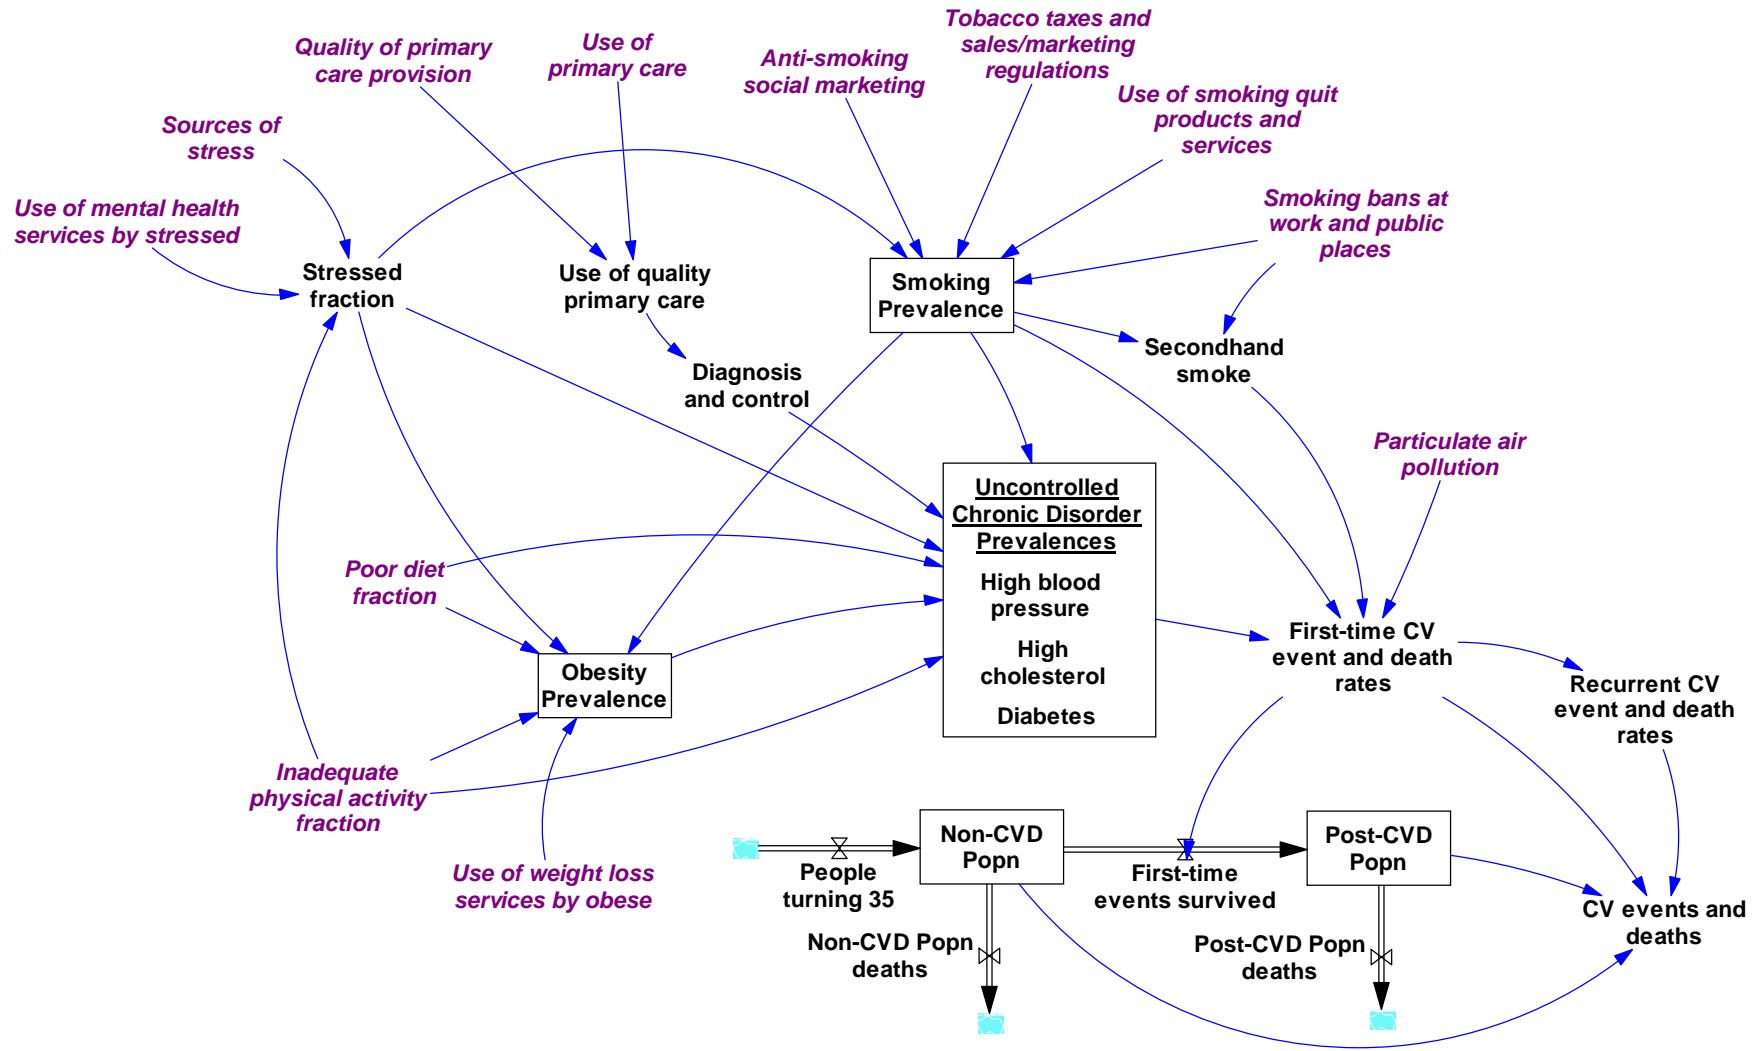 Quality of primary
care provision
Use of
primary care
Anti-smoking
social marketing
Tobacco taxes and
sales/marketing
regulations
Use of smoking quit
products and
services
Sources of
stress
Use of mental health
services by stressed
Smoking bans at
work and public
places
Stressed
fraction
Use of quality
primary care
Smoking
Prevalence
Secondhand
smoke
Diagnosis
and control
Particulate air
pollution
Uncontrolled
Chronic Disorder
Prevalences
High blood
pressure
High
cholesterol
Diabetes
Poor diet
fraction
Obesity
Prevalence
First-time CV
event and death
rates
Recurrent CV
event and death
rates
Inadequate
physical activity
fraction
Use of weight loss
services by obese
People
turning 35
Non-CVD
Popn
First-time
events survived
Post-CVD
Popn
CV events and
deaths
Non-CVD Popn
deaths
Post-CVD Popn
deaths